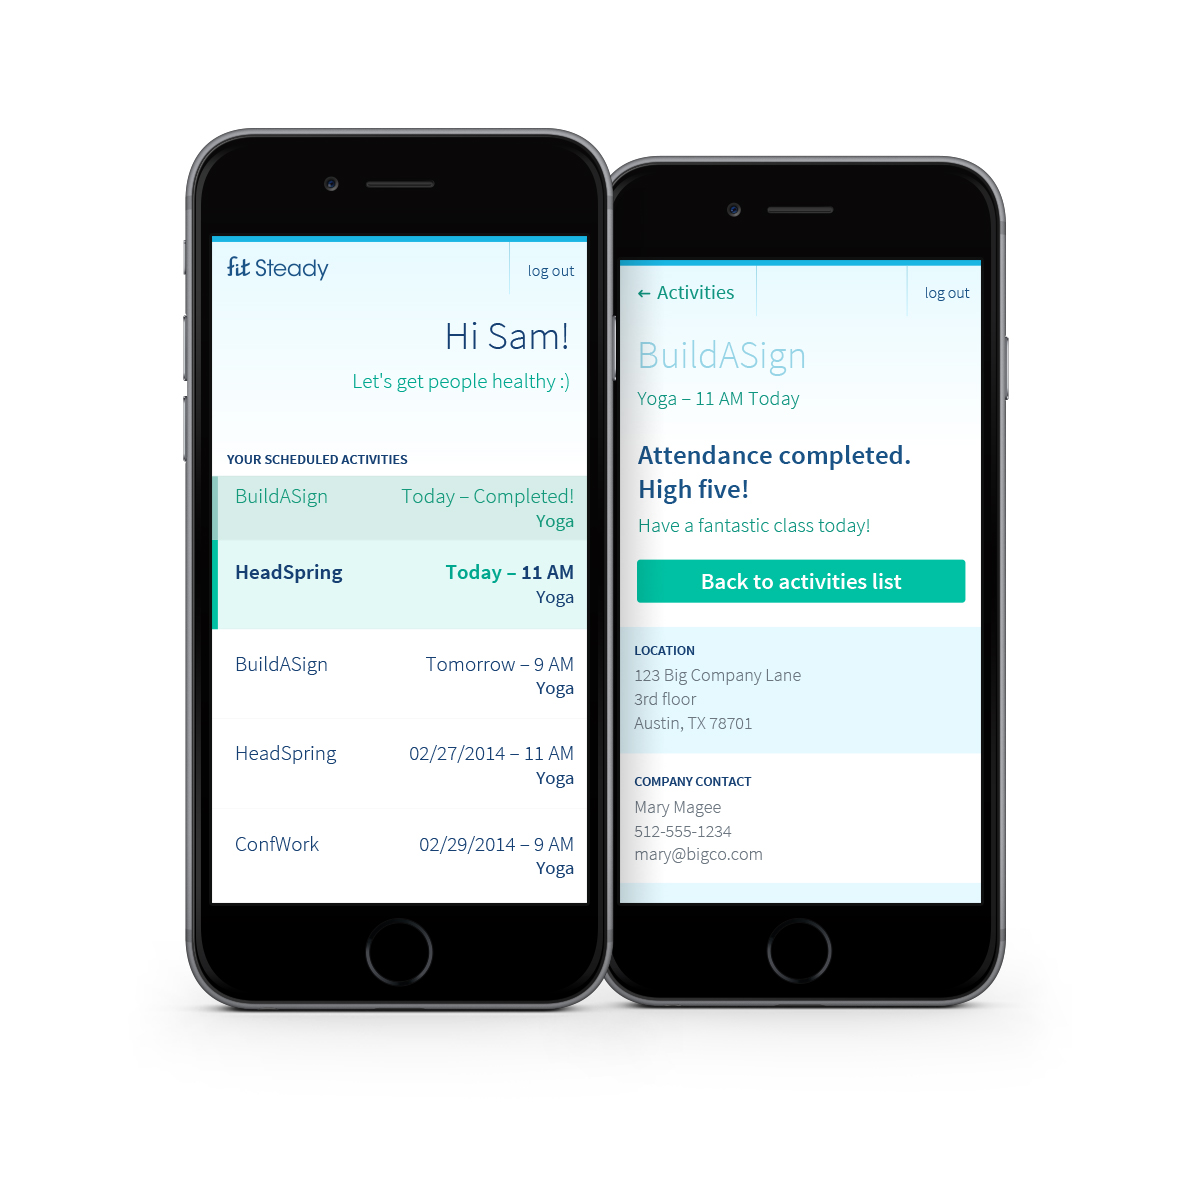 fit Steady
log out
Hi Sam!
Let's get people healthy :)
YOUR SCHEDULED ACTIVITIES
BuildASign Today – Completed!
Yoga
HeadSpring Today – 11 AM
Yoga
BuildASign Tomorrow – 9 AM
Yoga
HeadSpring 02/27/2014 – 11 AM
Yoga
ConfWork 02/29/2014 – 9 AM
Yoga
← Activities
log out
BuildASign
Yoga – 11 AM Today
Attendance completed.
High five!
Have a fantastic class today!
Back to activities list
LOCATION
123 Big Company Lane
3rd floor
Austin, TX 78701
COMPANY CONTACT
Mary Magee
512-555-1234
mary@bigco.com